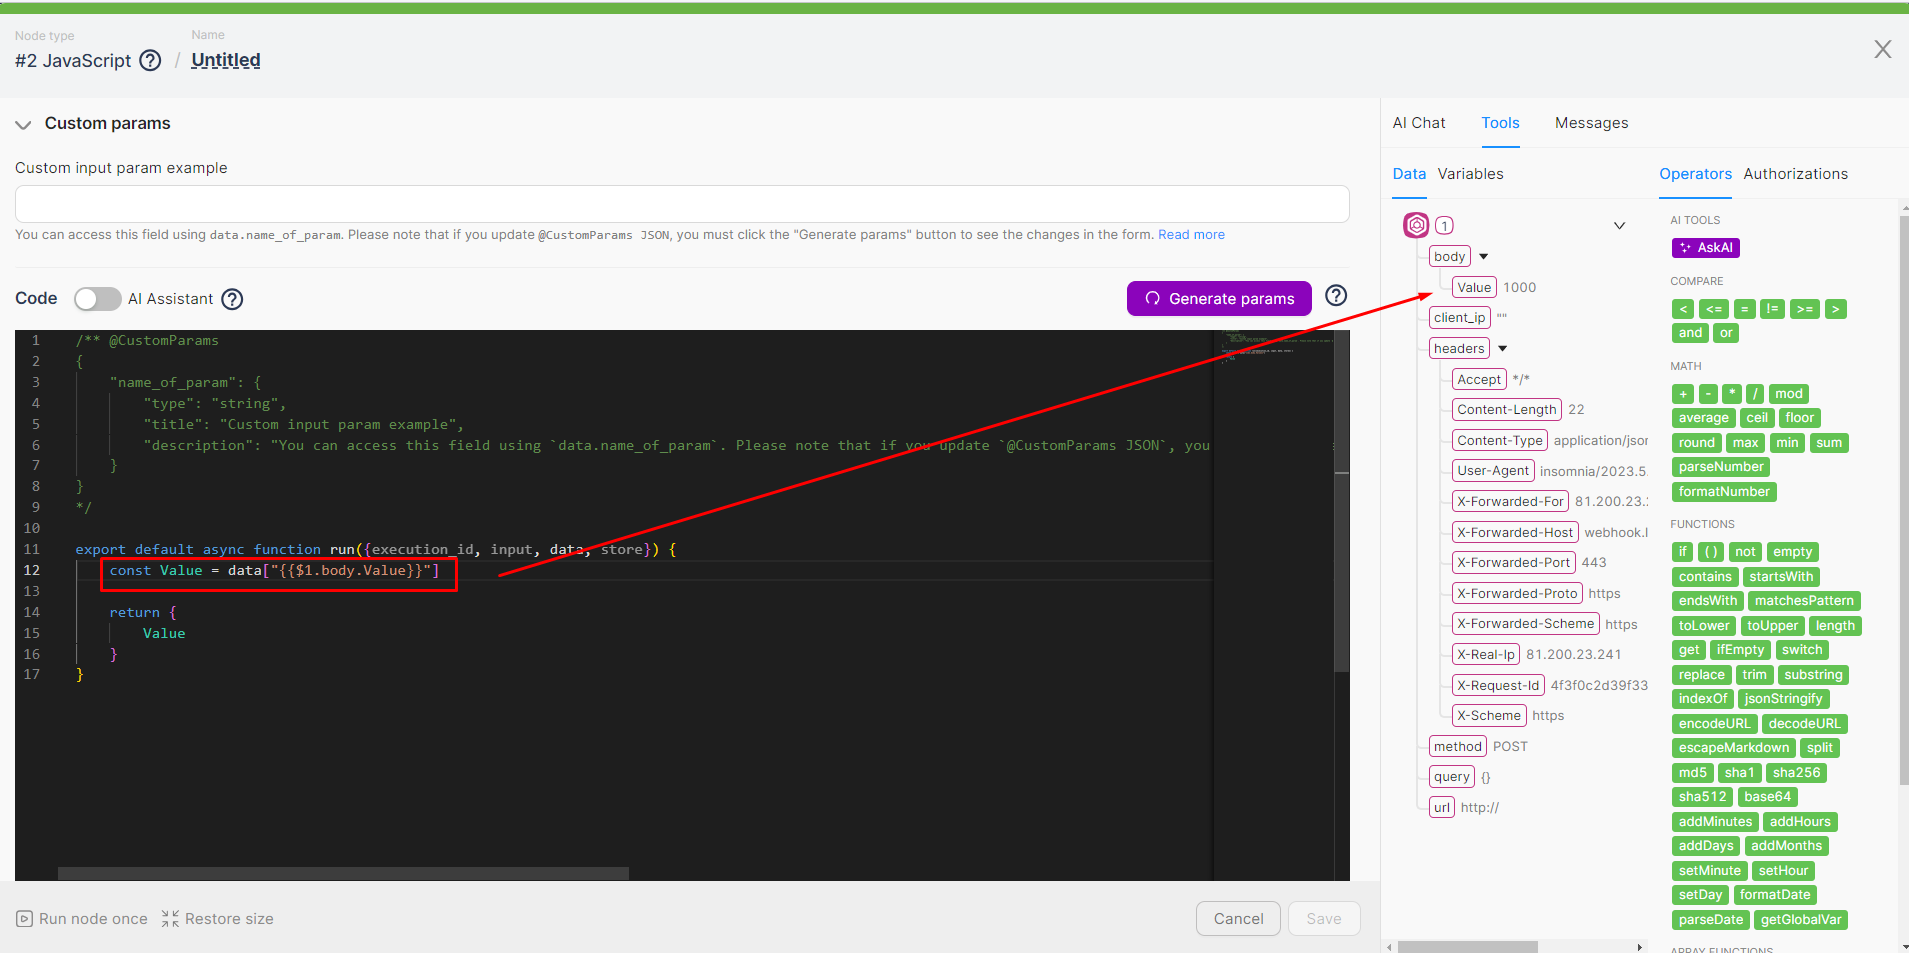 Node type
Name
#2 JavaScript ? / Untitled
X
Custom params
Custom input param example
You can access this field using data.name_of_param. Please note that if you update @CustomParams JSON, you must click the "Generate params" button to see the changes in the form. Read more
Code AI Assistant ?
Generate params ?
1 /** @CustomParams
2 {
3 "name_of_param": {
4 "type": "string",
5 "title": "Custom input param example",
6 "description": "You can access this field using `data.name_of_param`. Please note that if you update `@CustomParams JSON`, you
7 }
8 }
9 */
10
11 export default async function run({execution_id, input, data, store}) {
12 const Value = data["{{$1.body.Value}}"]
13
14 return {
15 Value
16 }
17 }
Run node once Restore size
Cancel Save
AI Chat Tools Messages
Data Variables
1
body
Value 1000
client_ip ""
headers
Accept */*
Content-Length 22
Content-Type application/json
User-Agent insomnia/2023.5.
X-Forwarded-For 81.200.23.
X-Forwarded-Host webhook.
X-Forwarded-Port 443
X-Forwarded-Proto https
X-Forwarded-Scheme https
X-Real-Ip 81.200.23.241
X-Request-Id 4f3f0c2d39f33
X-Scheme https
method POST
query {}
url http://
Operators Authorizations
AI TOOLS
AskAI
COMPARE
< <= = != >= >
and or
MATH
+ - * / mod
average ceil floor
round max min sum
parseNumber
formatNumber
FUNCTIONS
if ( ) not empty
contains startsWith
endsWith matchesPattern
toLower toUpper length
get ifEmpty switch
replace trim substring
indexOf jsonStringify
encodeURL decodeURL
escapeMarkdown split
md5 sha1 sha256
sha512 base64
addMinutes addHours
addDays addMonths
setMinute setHour
setDay formatDate
parseDate getGlobalVar
ARRAY FUNCTIONS